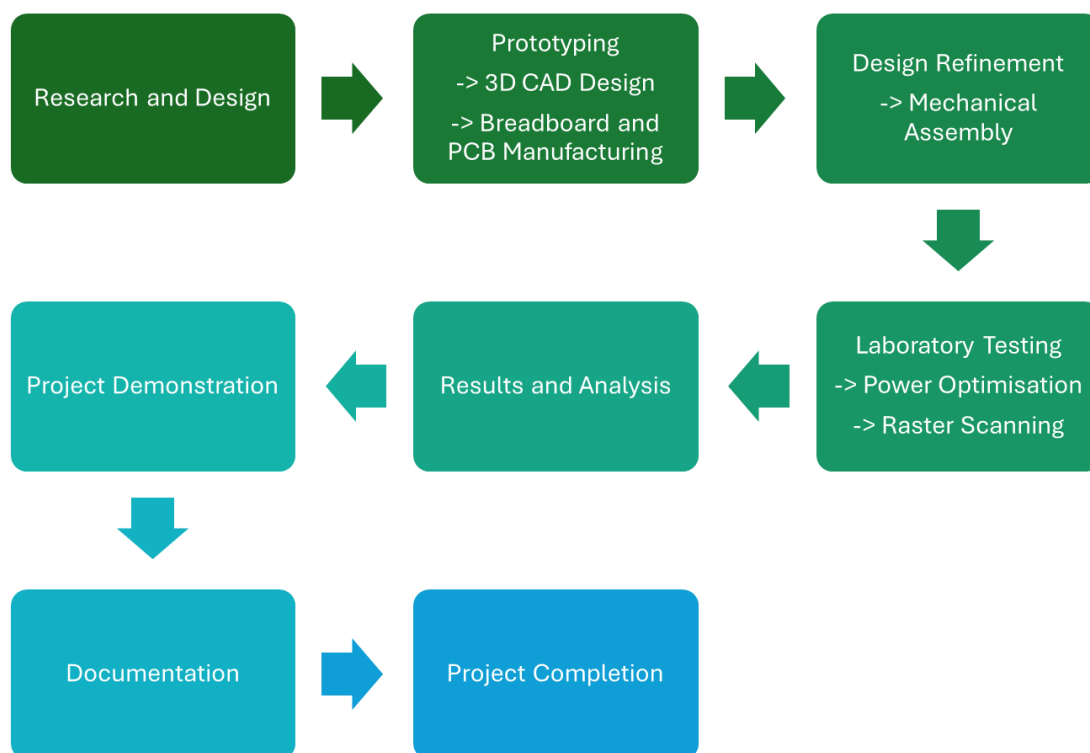 Research and Design
Prototyping
-> 3D CAD Design
-> Breadboard and
PCB Manufacturing
Design Refinement
-> Mechanical
Assembly
Laboratory Testing
-> Power Optimisation
-> Raster Scanning
Results and Analysis
Project Demonstration
Documentation
Project Completion